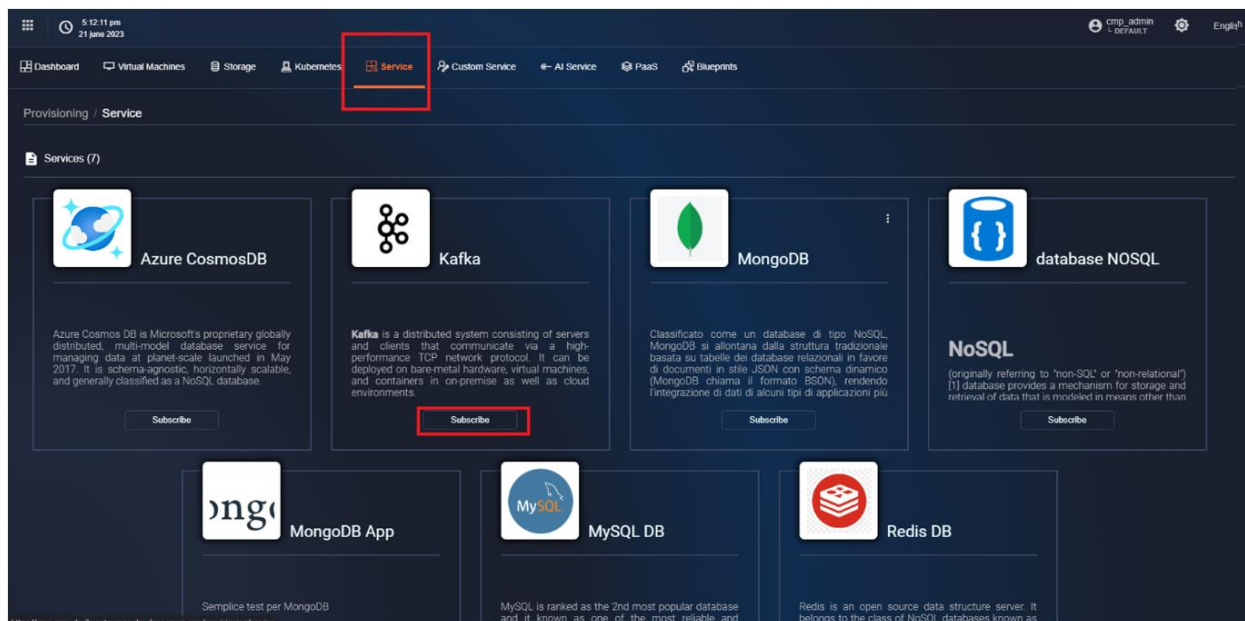 5:12:11 pm
21 june 2023
cmp_admin
DEFAULT
Dashboard
Virtual Machines
Storage
Kubernetes
Service
Custom Service
AI Service
PaaS
Blueprints
Provisioning / Service
Services (7)
Azure CosmosDB
Azure Cosmos DB is Microsoft's proprietary globally
distributed, multi-model database service for
managing data at planet-scale launched in May
2017. It is schema-agnostic, horizontally scalable,
and generally classified as a NoSQL database.
Subscribe
Kafka
Kafka is a distributed system consisting of servers
and clients that communicate via a high-
performance TCP network protocol. It can be
deployed on bare-metal hardware, virtual machines,
and containers in on-premise as well as cloud
environments.
Subscribe
MongoDB
Classificato come un database di tipo NoSQL,
MongoDB si allontana dalla struttura tradizionale
basata su tabelle dei database relazionali in favore
di documenti in stile JSON con schema dinamico
(MongoDB chiama il formato BSON), rendendo
l'integrazione di dati di alcuni tipi di applicazioni più
Subscribe
{ }
database NOSQL
NoSQL
(originally referring to "non-SQL" or "non-relational")
[1] database provides a mechanism for storage and
retrieval of data that is modeled in means other than
Subscribe
MongoDB App
Semplice test per MongoDB
MySQL
MySQL DB
MySQL is ranked as the 2nd most popular database
and it known as one of the most reliable and
Redis DB
Redis is an open source data structure server. It
belongs to the class of NoSQL databases known as